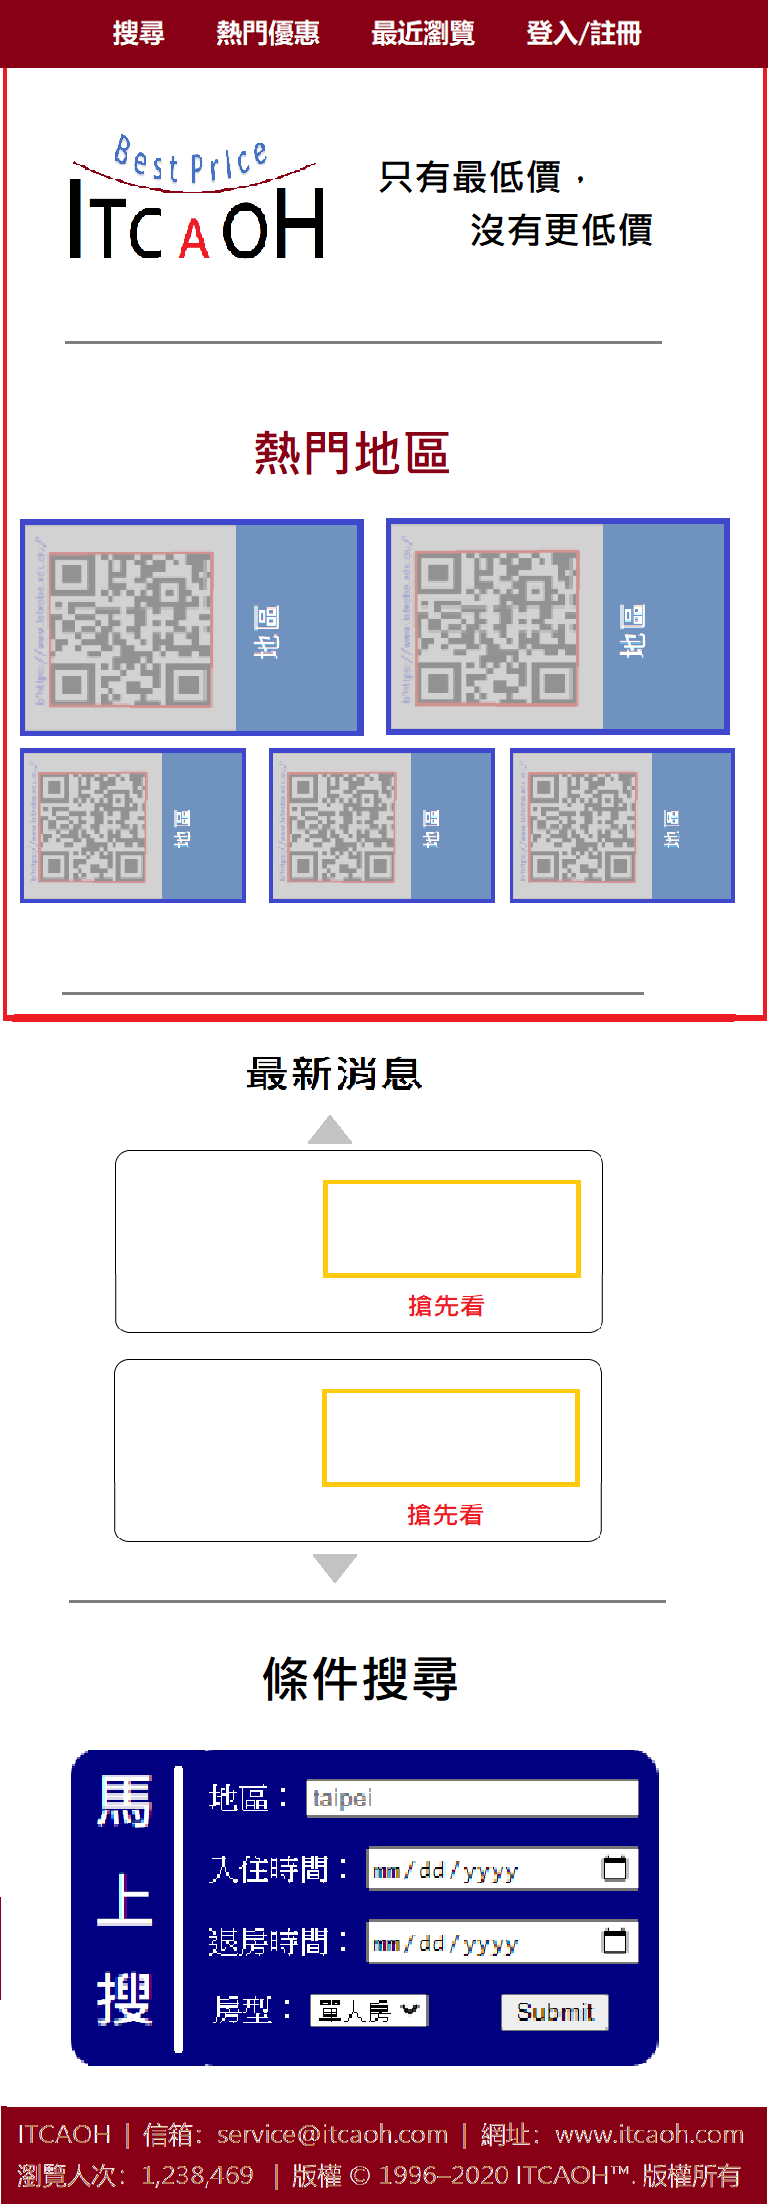 搜尋 熱門優惠 最近瀏覽 登入/註冊
Best Price
ITCAOH
只有最低價，
沒有更低價
熱門地區
地區
地區
地區
地區
地區
最新消息
搶先看
搶先看
條件搜尋
馬上搜
地區： taipei
入住時間： mm/dd/yyyy
退房時間： mm/dd/yyyy
房型： 單人房 Submit
ITCAOH | 信箱: service@itcaoh.com | 網址: www.itcaoh.com
瀏覽人次: 1,238,469 | 版權 © 1996–2020 ITCAOH™. 版權所有